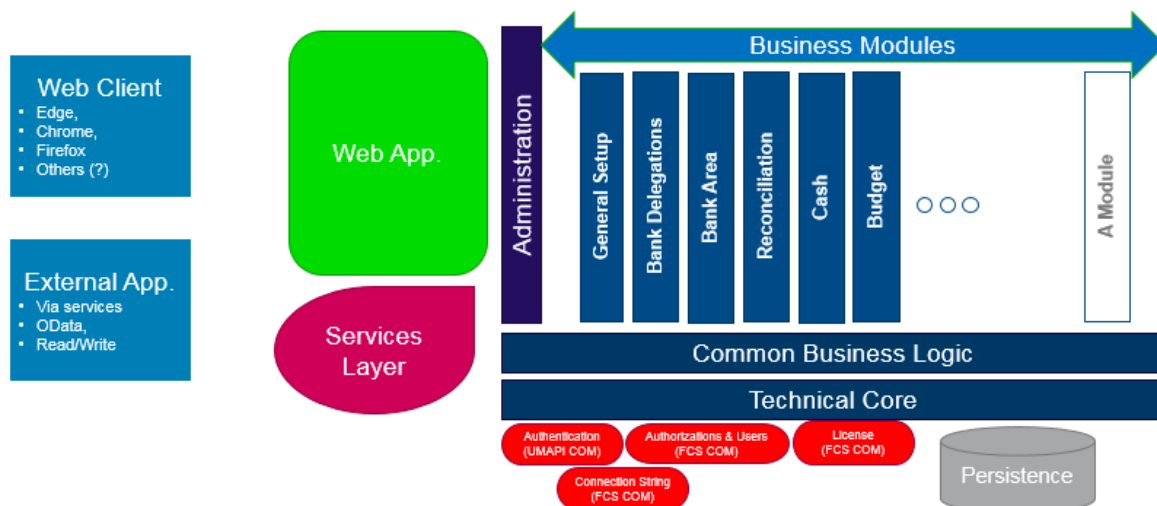 Web Client
• Edge,
• Chrome,
• Firefox
• Others (?)
External App.
• Via services
• OData,
• Read/Write
Web App.
Services
Layer
Administration
Business Modules
General Setup
Bank Delegations
Bank Area
Reconciliation
Cash
Budget
A Module
Common Business Logic
Technical Core
Authentication
(UMAPI COM)
Authorizations & Users
(FCS COM)
License
(FCS COM)
Connection String
(FCS COM)
Persistence